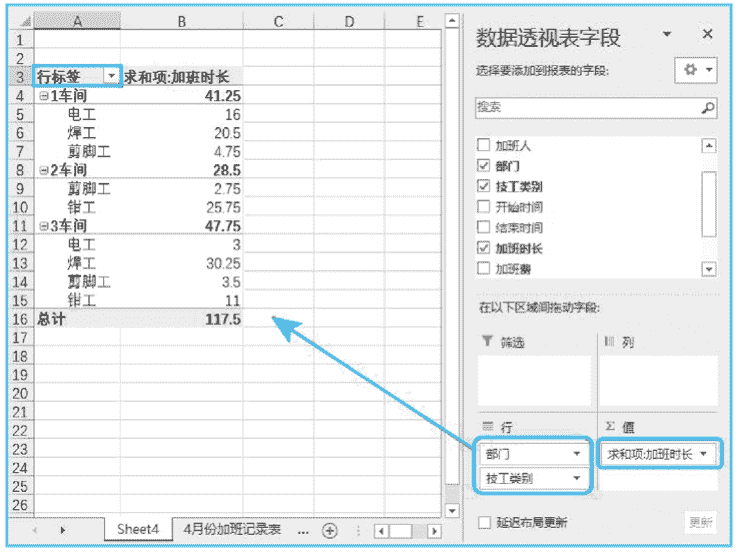 A B C D E
1
2
3 行标签 求和项:加班时长
4 1车间 41.25
5 电工 16
6 焊工 20.5
7 剪脚工 4.75
8 2车间 28.5
9 剪脚工 2.75
10 钳工 25.75
11 3车间 47.75
12 电工 3
13 焊工 30.25
14 剪脚工 3.5
15 钳工 11
16 总计 117.5
17
18
19
20
21
22
23
24
25
26
Sheet4 4月份加班记录表 ...
数据透视表字段
选择要添加到报表的字段:
搜索
加班人
部门
技工类别
开始时间
结束时间
加班时长
加班费
在以下区域间拖动字段:
筛选
列
行
Σ 值
部门
求和项:加班时长
技工类别
延迟布局更新
更新